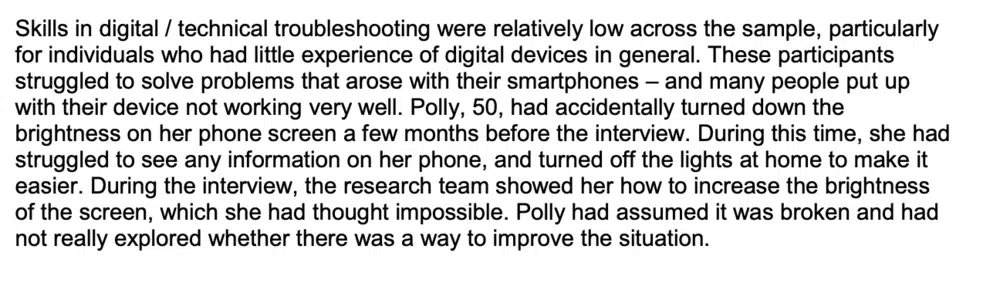 Skills in digital / technical troubleshooting were relatively low across the sample, particularly
for individuals who had little experience of digital devices in general. These participants
struggled to solve problems that arose with their smartphones – and many people put up
with their device not working very well. Polly, 50, had accidentally turned down the
brightness on her phone screen a few months before the interview. During this time, she had
struggled to see any information on her phone, and turned off the lights at home to make it
easier. During the interview, the research team showed her how to increase the brightness
of the screen, which she had thought impossible. Polly had assumed it was broken and had
not really explored whether there was a way to improve the situation.